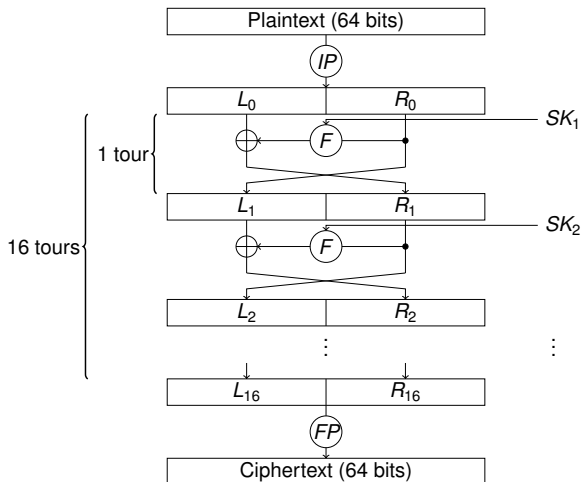 Plaintext (64 bits)
IP
L0 R0
SK1
F
1 tour
L1 R1
SK2
16 tours
F
L2 R2
⋮ ⋮
L16 R16
FP
Ciphertext (64 bits)